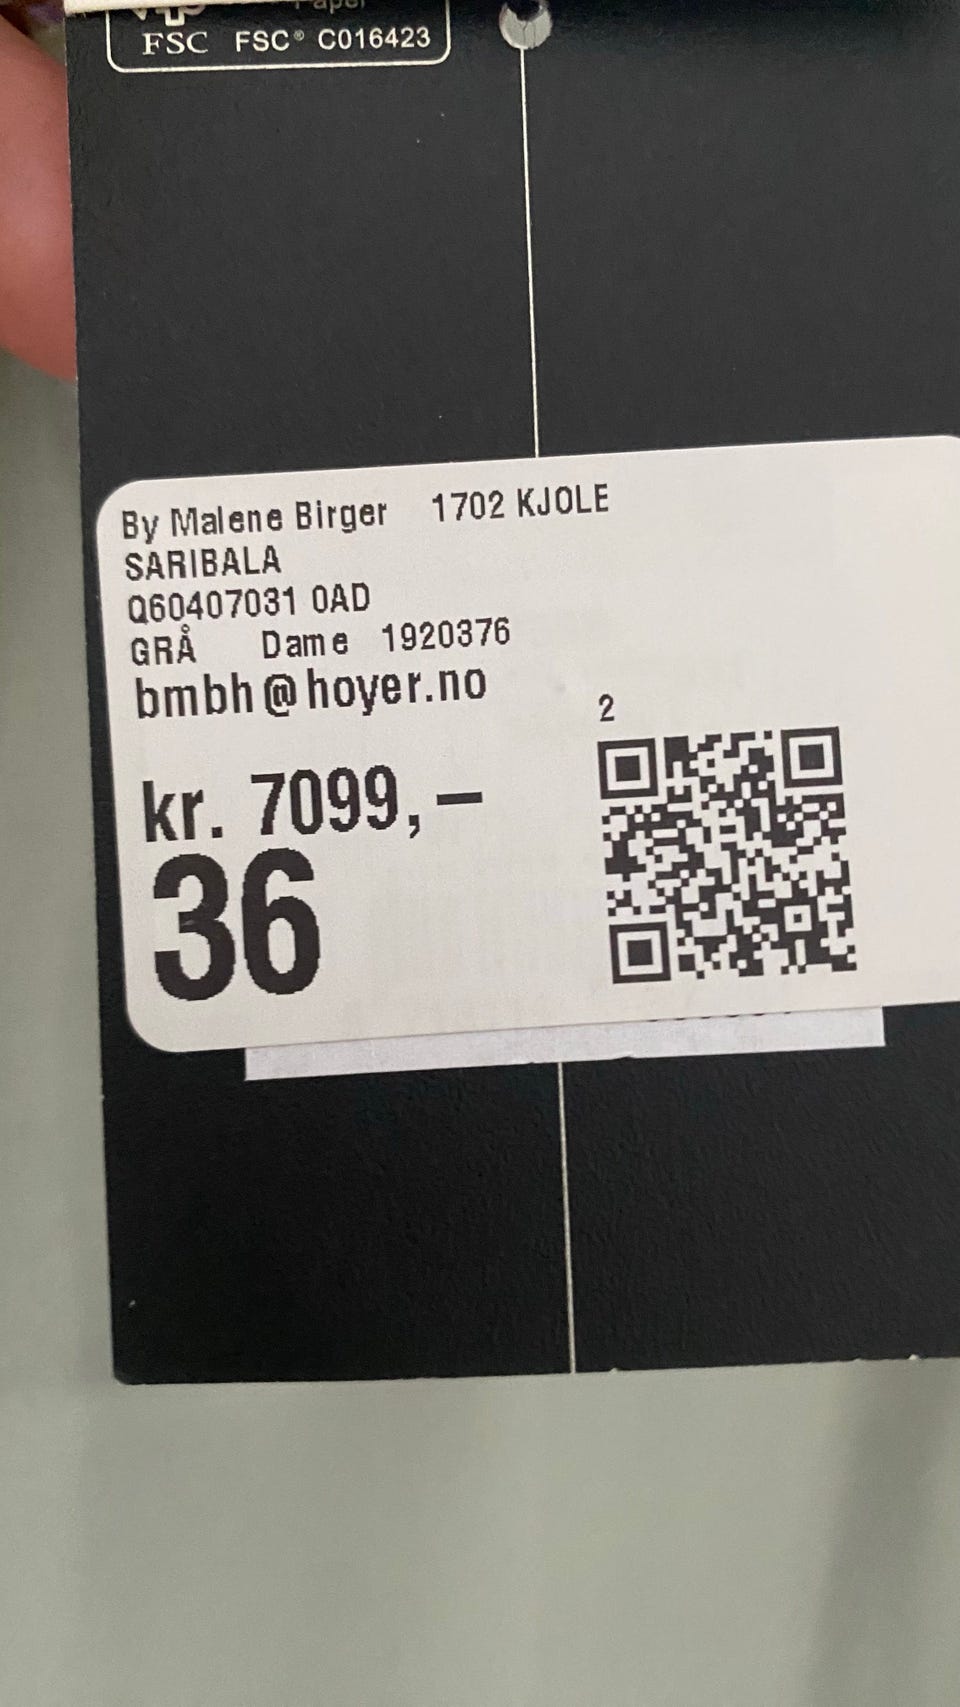 FSC FSC® C016423
By Malene Birger 1702 KJOLE
SARIBALA
Q60407031 0AD
GRÅ Dame 1920376
bmbh@hoyer.no
2
kr. 7099,-
36